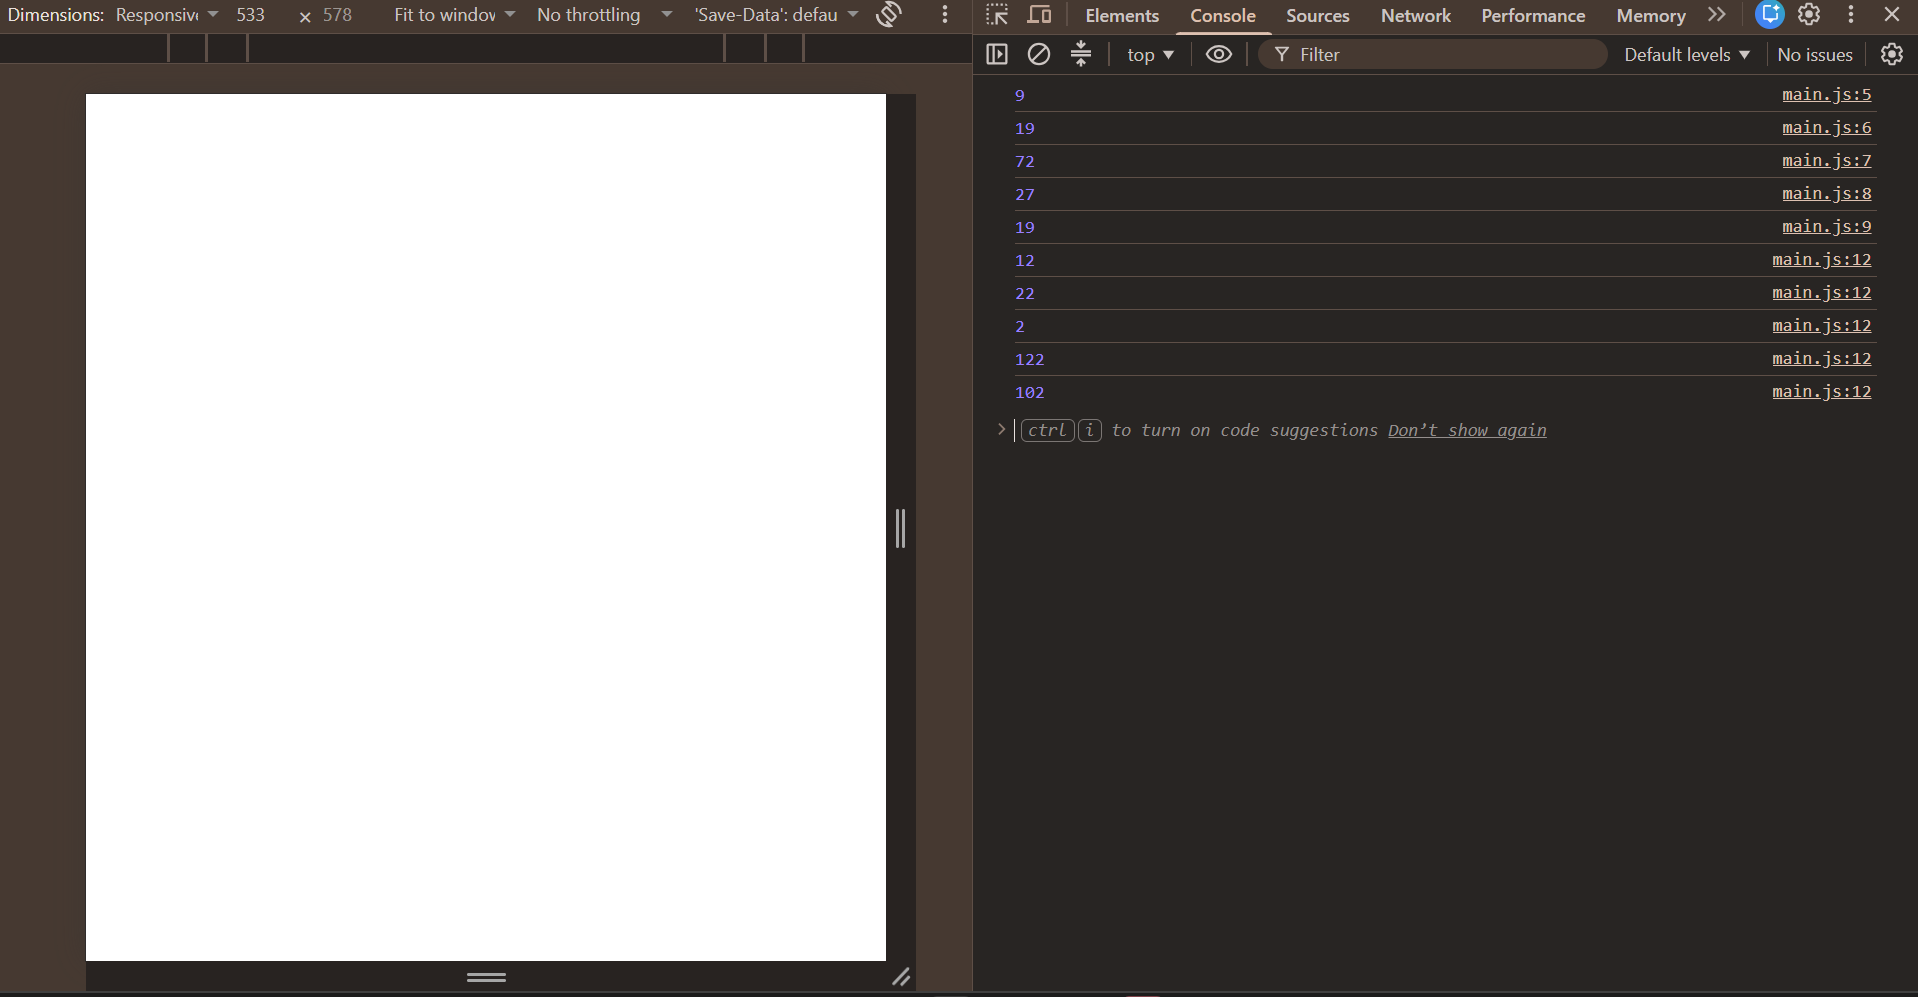 Dimensions: Responsiv 533 × 578 Fit to window No throttling 'Save-Data': defau
Elements Console Sources Network Performance Memory
top Filter Default levels No issues
9 main.js:5
19 main.js:6
72 main.js:7
27 main.js:8
19 main.js:9
12 main.js:12
22 main.js:12
2 main.js:12
122 main.js:12
102 main.js:12
ctrl i to turn on code suggestions Don’t show again